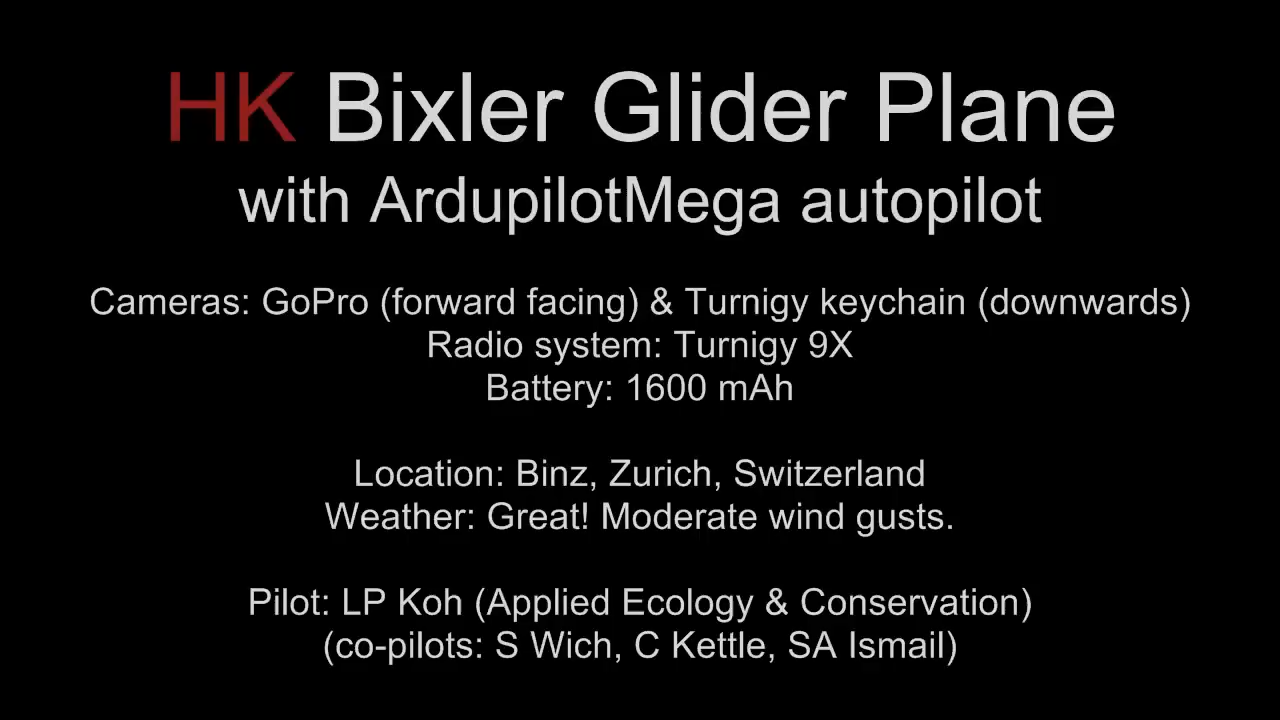 HK Bixler Glider Plane
with ArdupilotMega autopilot
Cameras: GoPro (forward facing) & Turnigy keychain (downwards)
Radio system: Turnigy 9X
Battery: 1600 mAh
Location: Binz, Zurich, Switzerland
Weather: Great! Moderate wind gusts.
Pilot: LP Koh (Applied Ecology & Conservation)
(co-pilots: S Wich, C Kettle, SA Ismail)